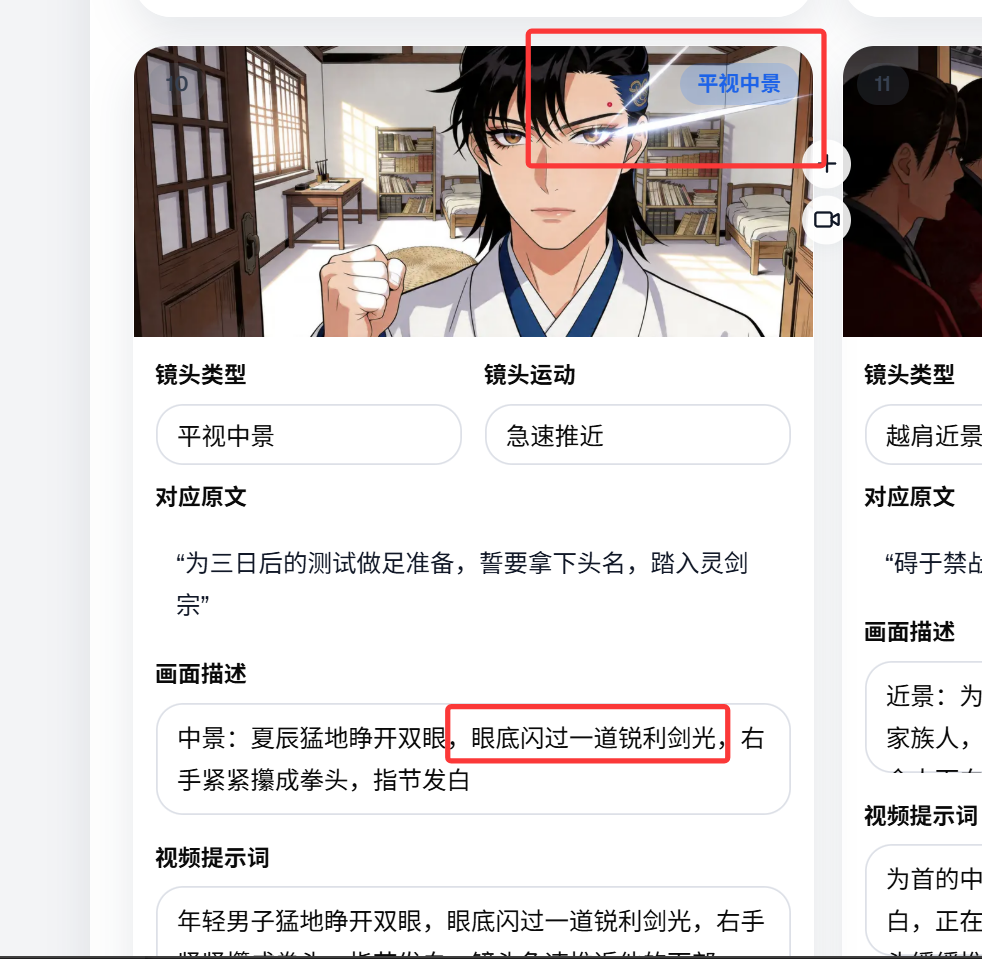 10
平视中景
11
镜头类型
镜头运动
镜头类型
平视中景
急速推近
越肩近景
对应原文
对应原文
“为三日后的测试做足准备，誓要拿下头名，踏入灵剑
宗”
“碍于禁战
画面描述
画面描述
中景：夏辰猛地睁开双眼，眼底闪过一道锐利剑光，右
手紧紧攥成拳头，指节发白
近景：为
家族人，
视频提示词
视频提示词
年轻男子猛地睁开双眼，眼底闪过一道锐利剑光，右手
为首的中
白，正在